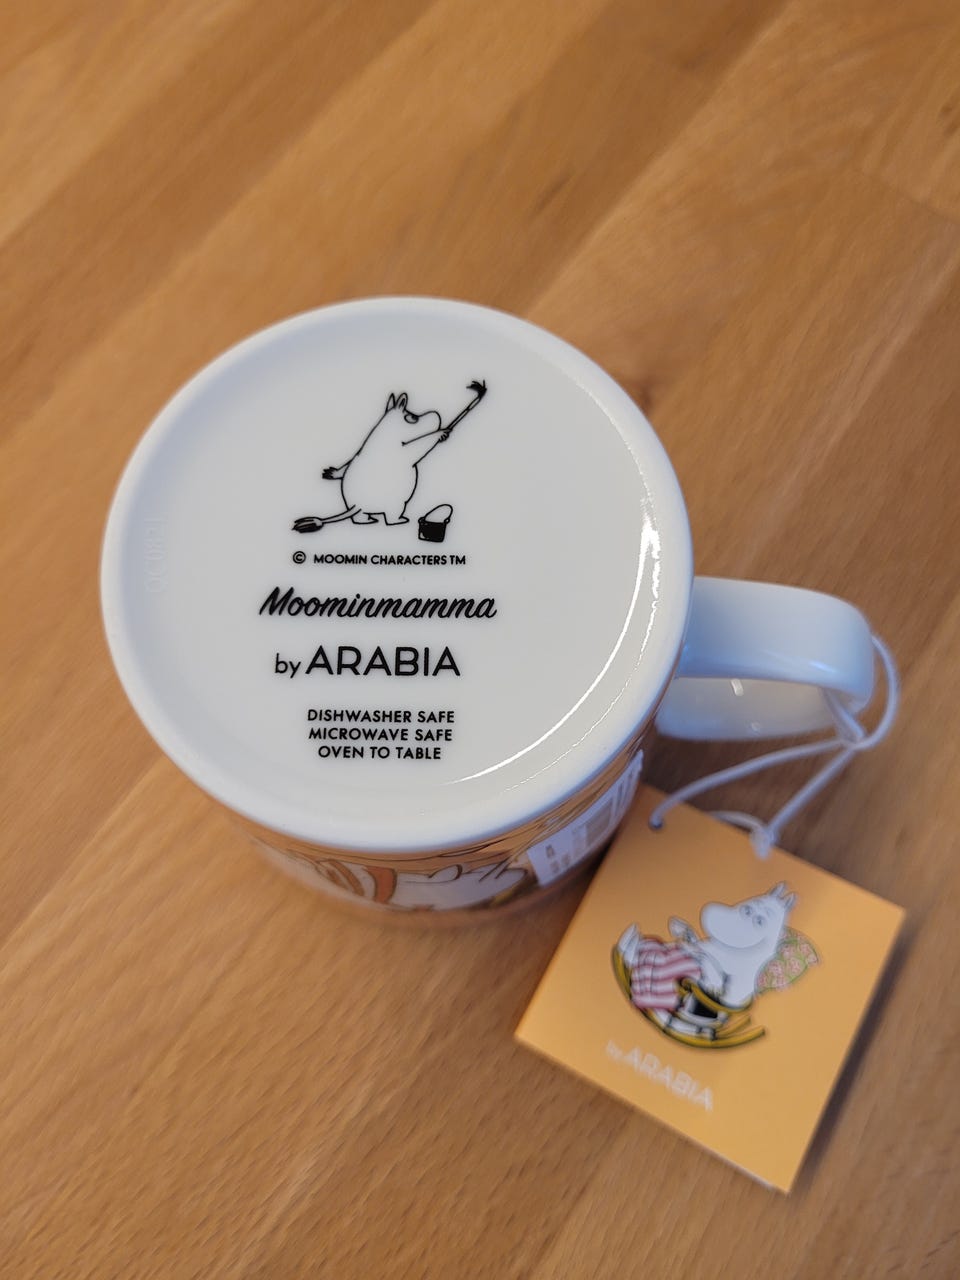 © MOOMIN CHARACTERS TM
Moominmamma
by ARABIA
DISHWASHER SAFE
MICROWAVE SAFE
OVEN TO TABLE
by ARABIA